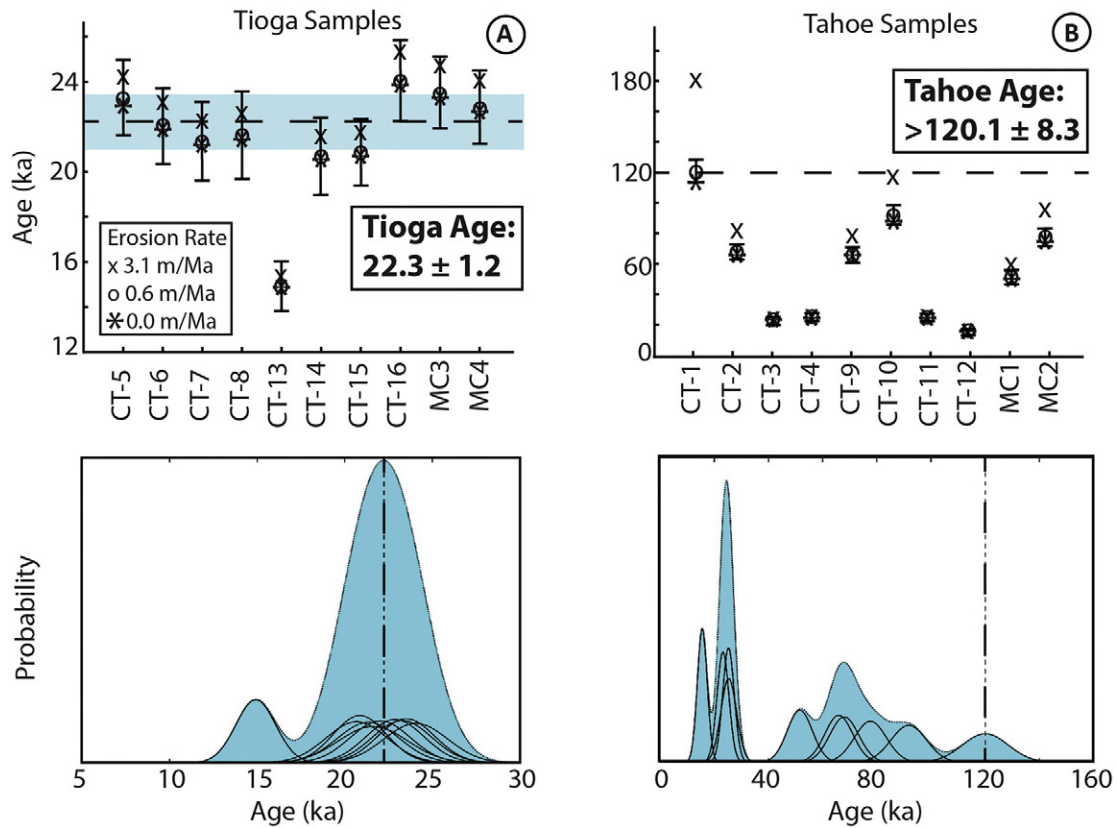 Tioga Samples
A
24
20
16
12
Age (ka)
Tioga Age:
22.3 ± 1.2
Erosion Rate
x 3.1 m/Ma
o 0.6 m/Ma
* 0.0 m/Ma
CT-5
CT-6
CT-7
CT-8
CT-13
CT-14
CT-15
CT-16
MC3
MC4
Tahoe Samples
B
180
120
60
0
Tahoe Age:
>120.1 ± 8.3
CT-1
CT-2
CT-3
CT-4
CT-9
CT-10
CT-11
CT-12
MC1
MC2
Probability
5 10 15 20 25 30
Age (ka)
0 40 80 120 160
Age (ka)